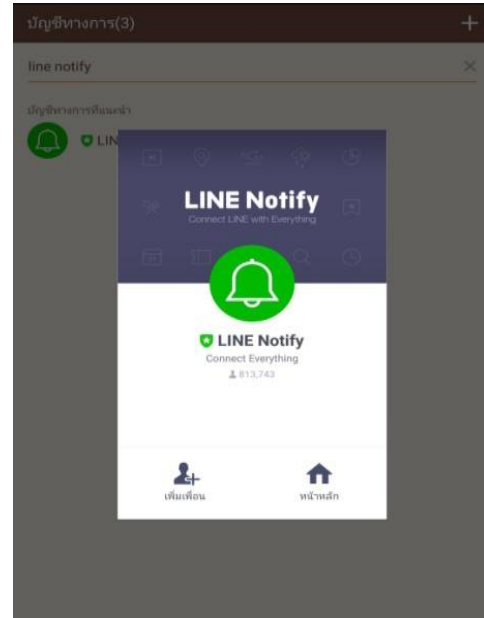 บัญชีทางการ(3)
line notify
บัญชีทางการที่แนะนำ
LIN
LINE Notify
Connect LINE with Everything
LINE Notify
Connect Everything
813,743
เพิ่มเพื่อน
หน้าหลัก